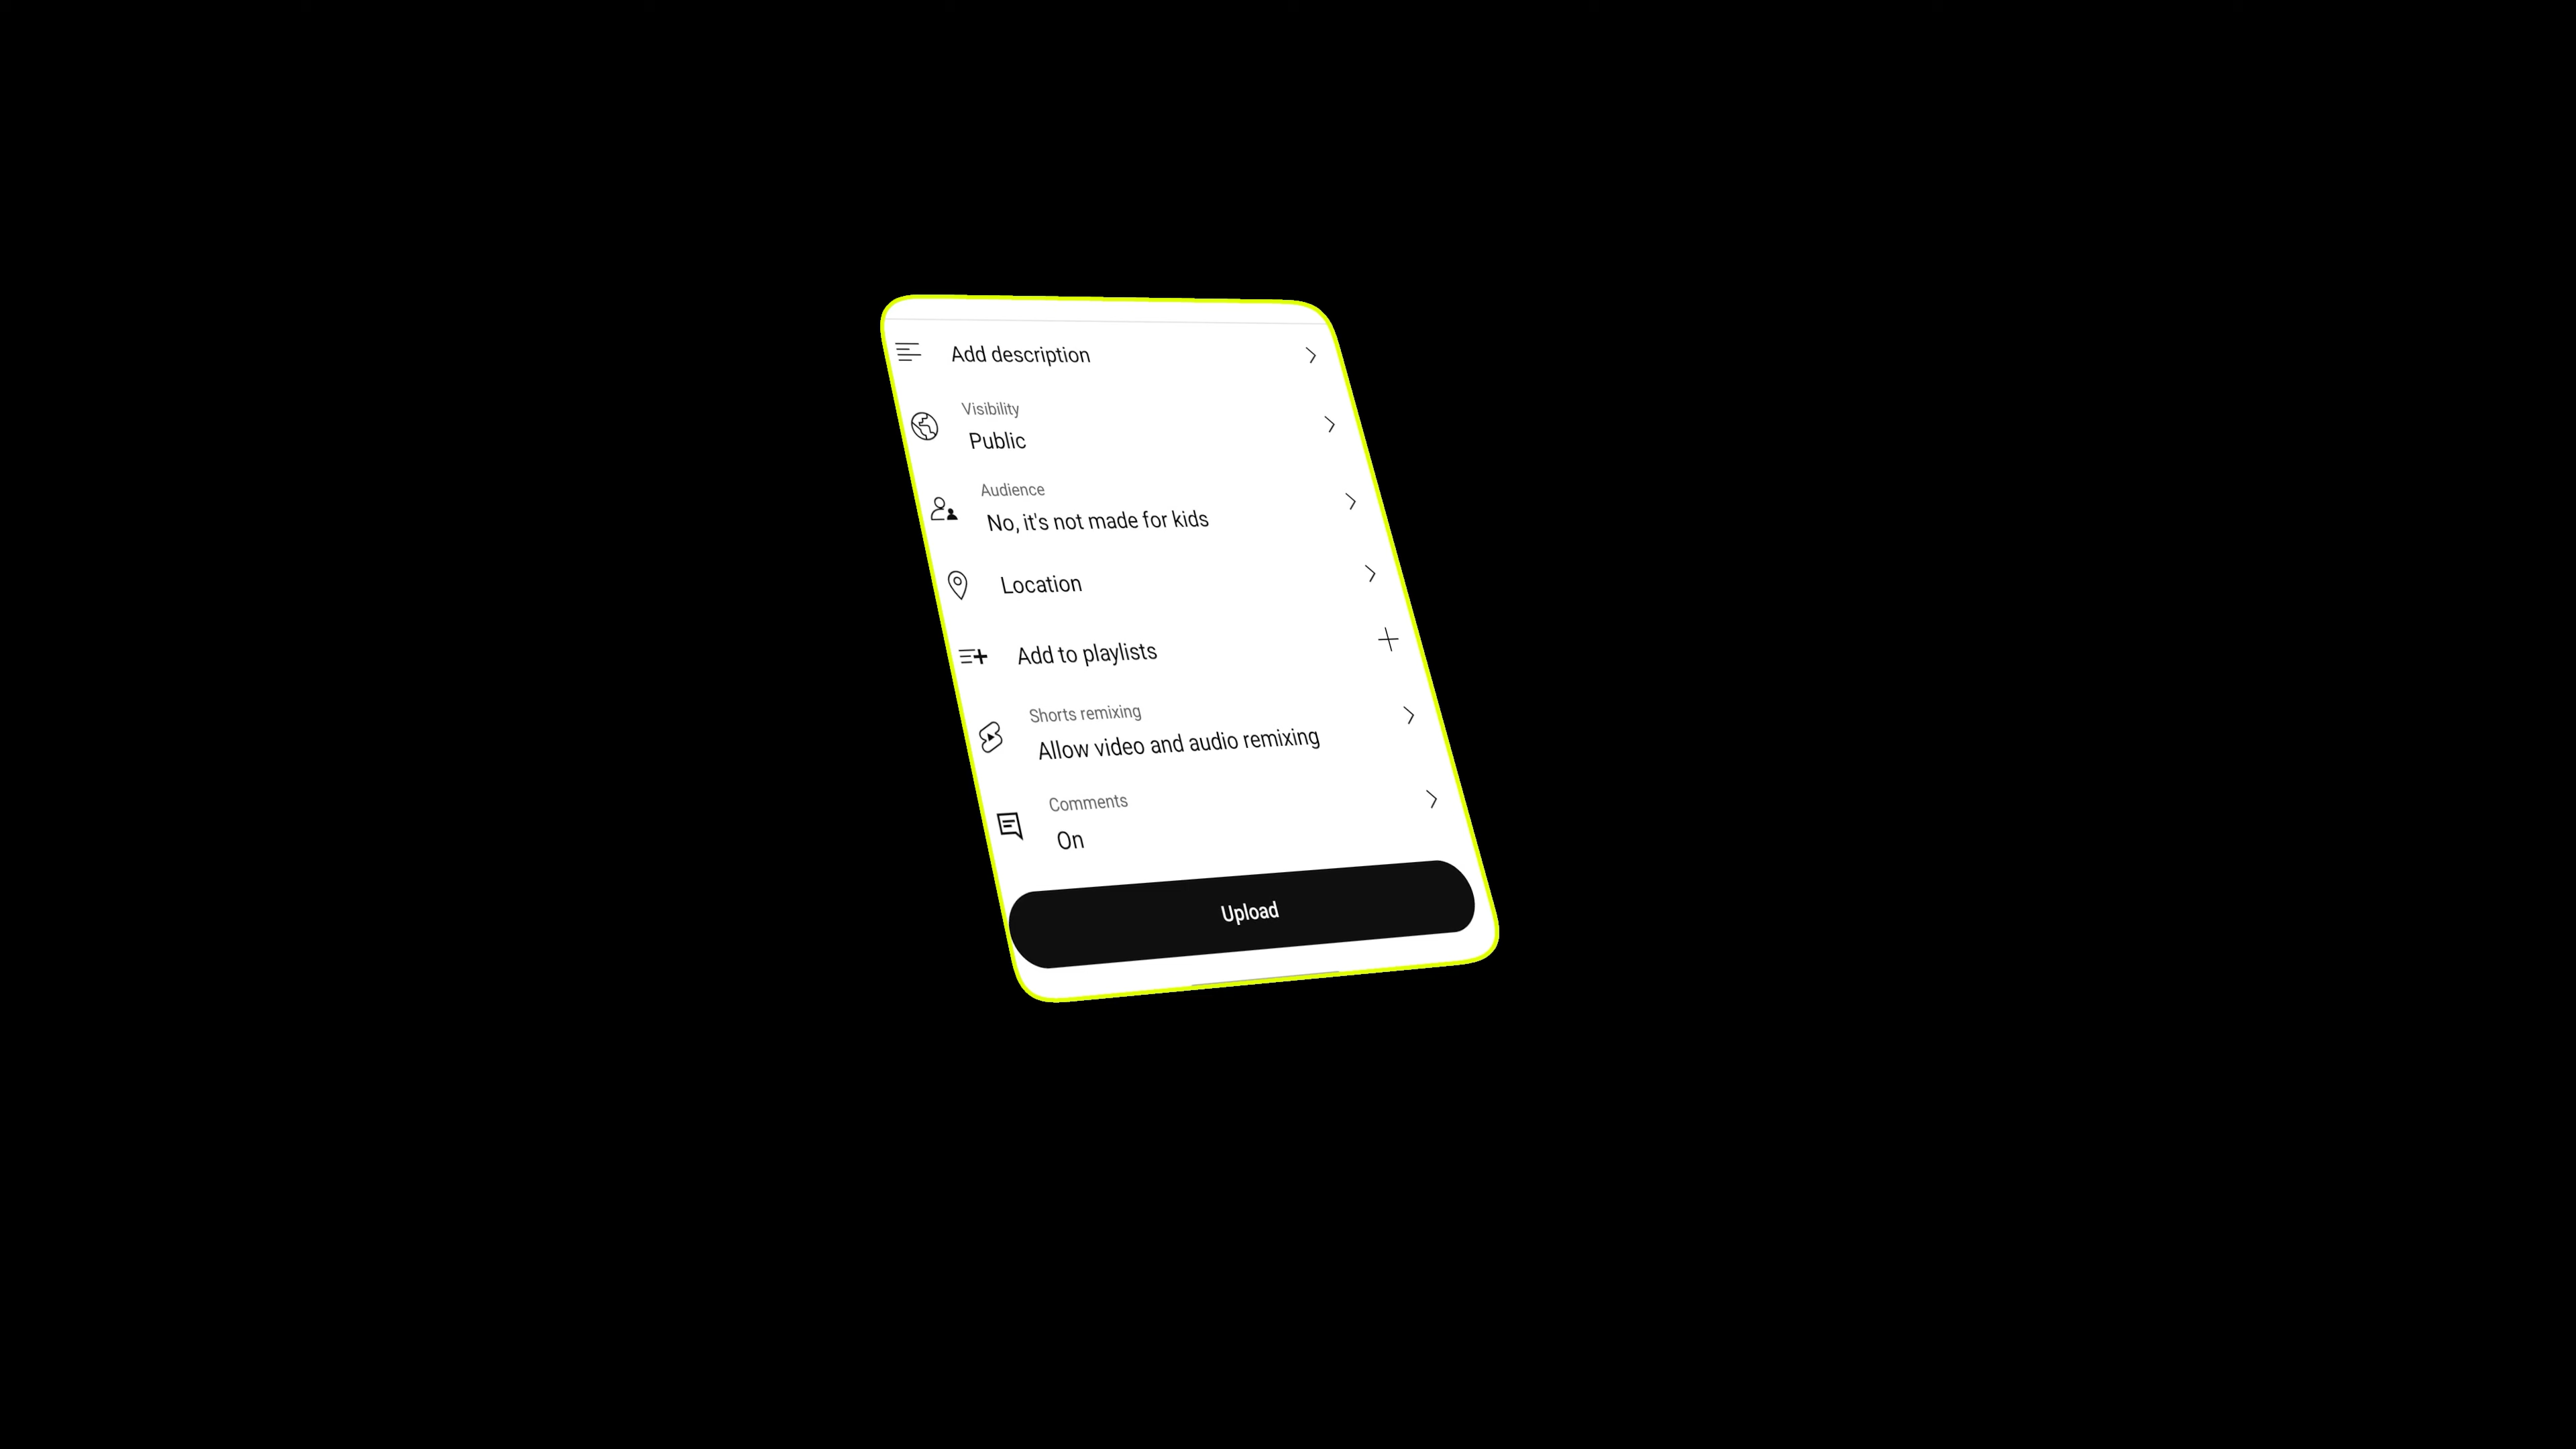 Add description
Visibility
Public
Audience
No, it's not made for kids
Location
Add to playlists
Shorts remixing
Allow video and audio remixing
Comments
On
Upload